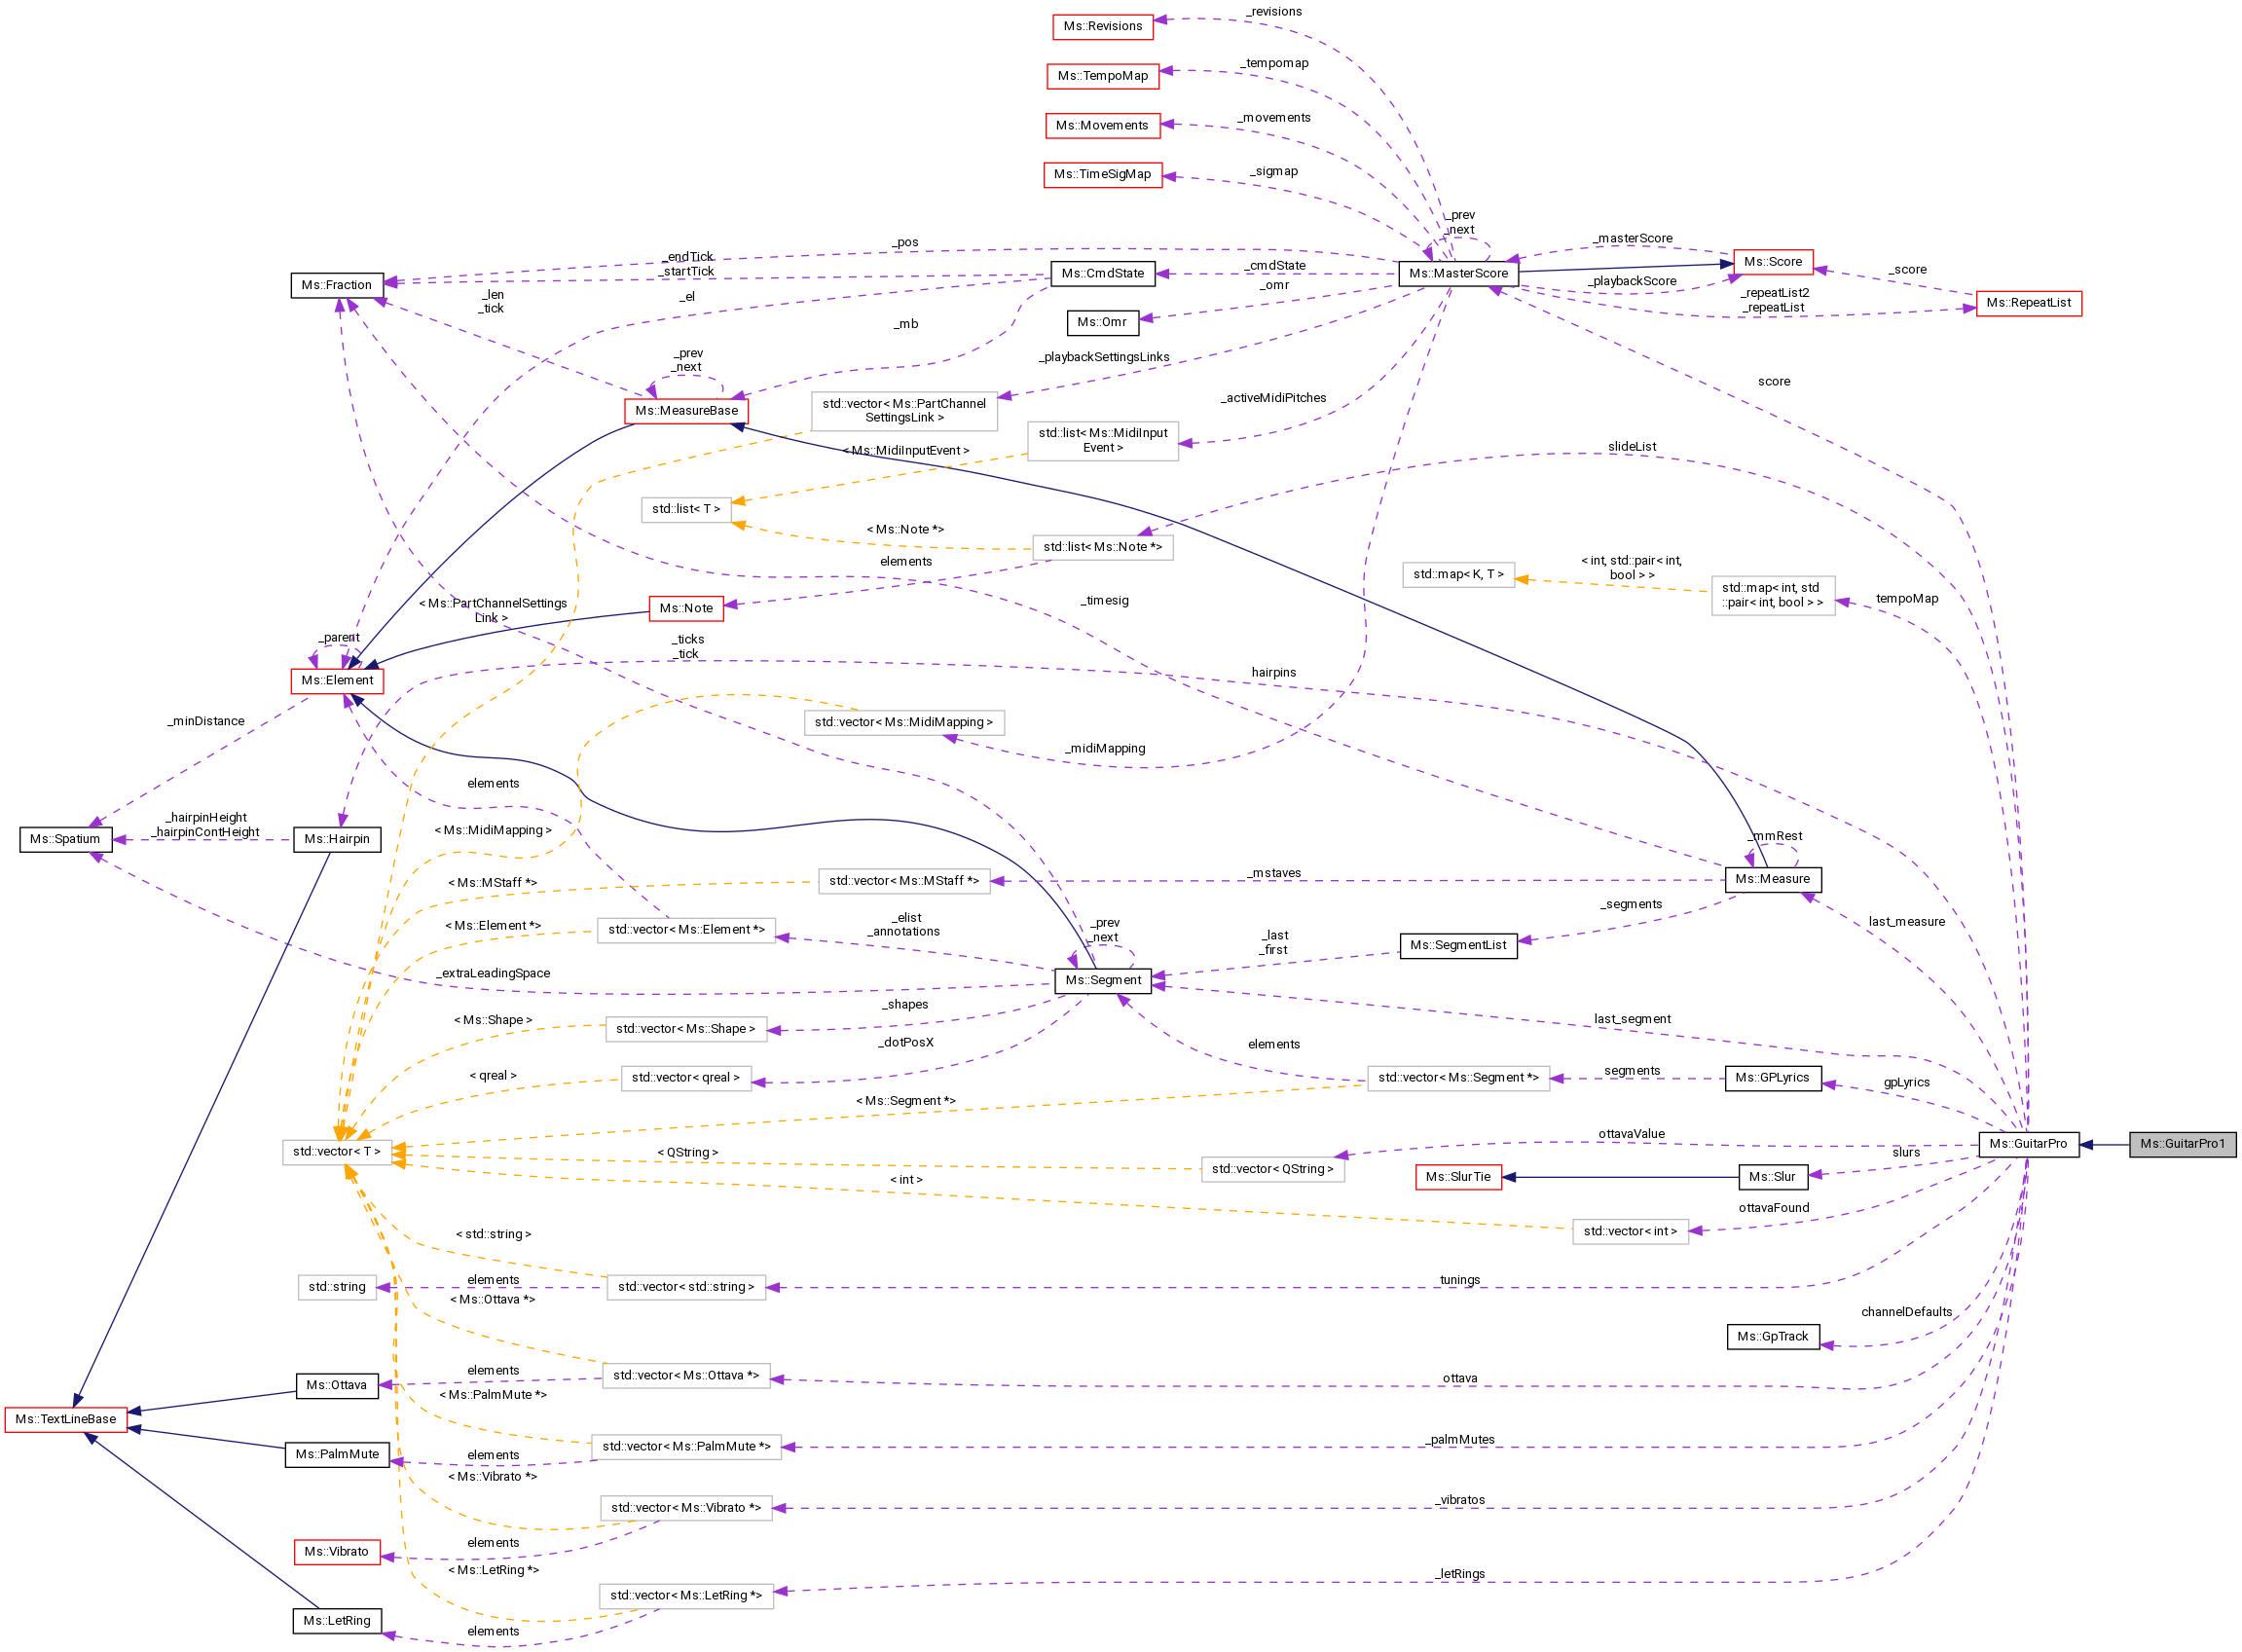 _revisions
Ms::Revisions
_tempomap
Ms::TempoMap
_movements
Ms::Movements
_sigmap
Ms::TimeSigMap
_prev
_next
_pos
_masterScore
Ms::Score
_endTick
_startTick
Ms::CmdState
_cmdState
Ms::MasterScore
_score
Ms::Fraction
_omr
_playbackScore
_repeatList2
_repeatList
Ms::RepeatList
_len
_tick
_el
_mb
Ms::Omr
_prev
_next
_playbackSettingsLinks
score
Ms::MeasureBase
std::vector< Ms::PartChannel
SettingsLink >
_activeMidiPitches
std::list< Ms::MidiInput
Event >
< Ms::MidiInputEvent >
slideList
std::list< T >
< Ms::Note *>
std::list< Ms::Note *>
elements
std::map< K, T >
< int, std::pair< int,
bool > >
std::map< int, std
::pair< int, bool > >
tempoMap
< Ms::PartChannelSettings
Link >
Ms::Note
_timesig
_parent
_ticks
_tick
Ms::Element
hairpins
_minDistance
std::vector< Ms::MidiMapping >
_midiMapping
elements
_hairpinHeight
_hairpinContHeight
Ms::Spatium
Ms::Hairpin
< Ms::MidiMapping >
_mmRest
< Ms::MStaff *>
std::vector< Ms::MStaff *>
_mstaves
Ms::Measure
_segments
< Ms::Element *>
std::vector< Ms::Element *>
_elist
_annotations
_prev
_next
_last
_first
Ms::SegmentList
last_measure
_extraLeadingSpace
Ms::Segment
_shapes
< Ms::Shape >
std::vector< Ms::Shape >
last_segment
_dotPosX
elements
< qreal >
std::vector< qreal >
std::vector< Ms::Segment *>
segments
Ms::GPLyrics
gpLyrics
< Ms::Segment *>
ottavaValue
std::vector< T >
< QString >
std::vector< QString >
Ms::GuitarPro
Ms::GuitarPro1
slurs
Ms::SlurTie
Ms::Slur
< int >
ottavaFound
std::vector< int >
< std::string >
std::string
elements
std::vector< std::string >
tunings
< Ms::Ottava *>
channelDefaults
Ms::GpTrack
elements
std::vector< Ms::Ottava *>
ottava
Ms::Ottava
< Ms::PalmMute *>
Ms::TextLineBase
_palmMutes
std::vector< Ms::PalmMute *>
Ms::PalmMute
elements
< Ms::Vibrato *>
std::vector< Ms::Vibrato *>
_vibratos
elements
Ms::Vibrato
< Ms::LetRing *>
_letRings
std::vector< Ms::LetRing *>
Ms::LetRing
elements